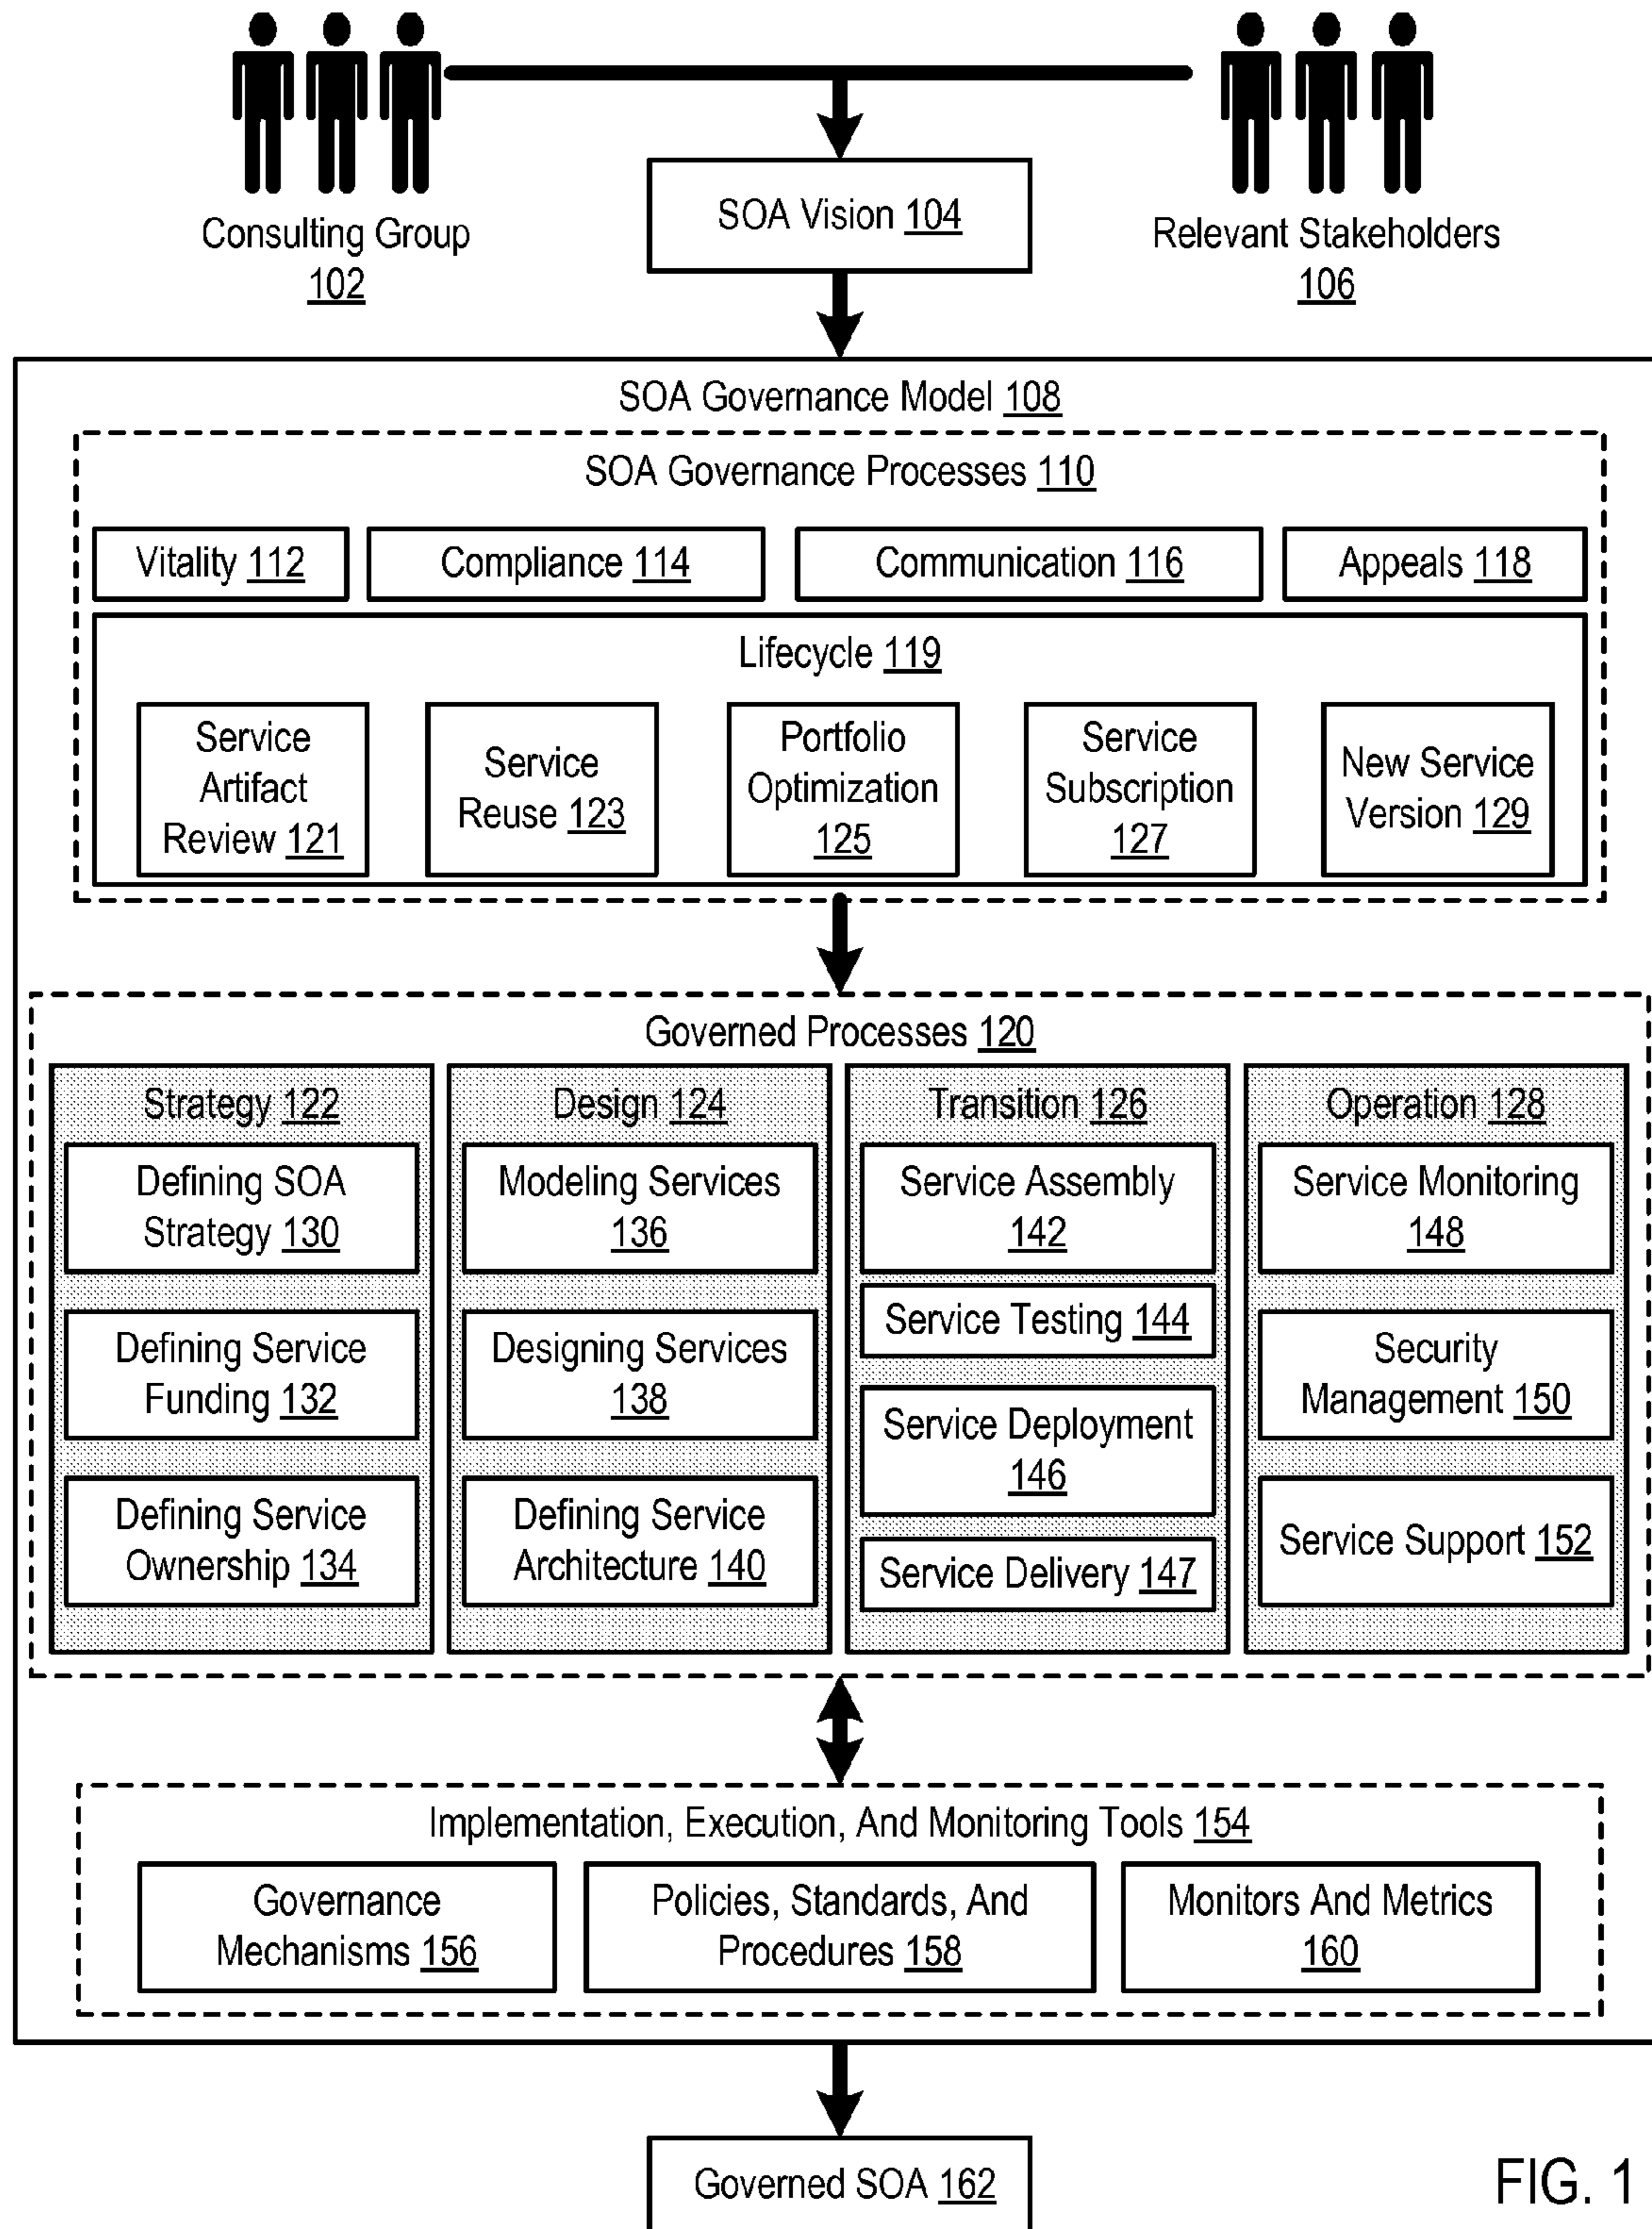 Consulting Group
102
SOA Vision 104
Relevant Stakeholders
106
SOA Governance Model 108
SOA Governance Processes 110
Vitality 112
Compliance 114
Communication 116
Appeals 118
Lifecycle 119
Service
Artifact
Review 121
Service
Reuse 123
Portfolio
Optimization
125
Service
Subscription
127
New Service
Version 129
Governed Processes 120
Strategy 122
Defining SOA
Strategy 130
Defining Service
Funding 132
Defining Service
Ownership 134
Design 124
Modeling Services
136
Designing Services
138
Defining Service
Architecture 140
Transition 126
Service Assembly
142
Service Testing 144
Service Deployment
146
Service Delivery 147
Operation 128
Service Monitoring
148
Security
Management 150
Service Support 152
Implementation, Execution, And Monitoring Tools 154
Governance
Mechanisms 156
Policies, Standards, And
Procedures 158
Monitors And Metrics
160
Governed SOA 162
FIG. 1